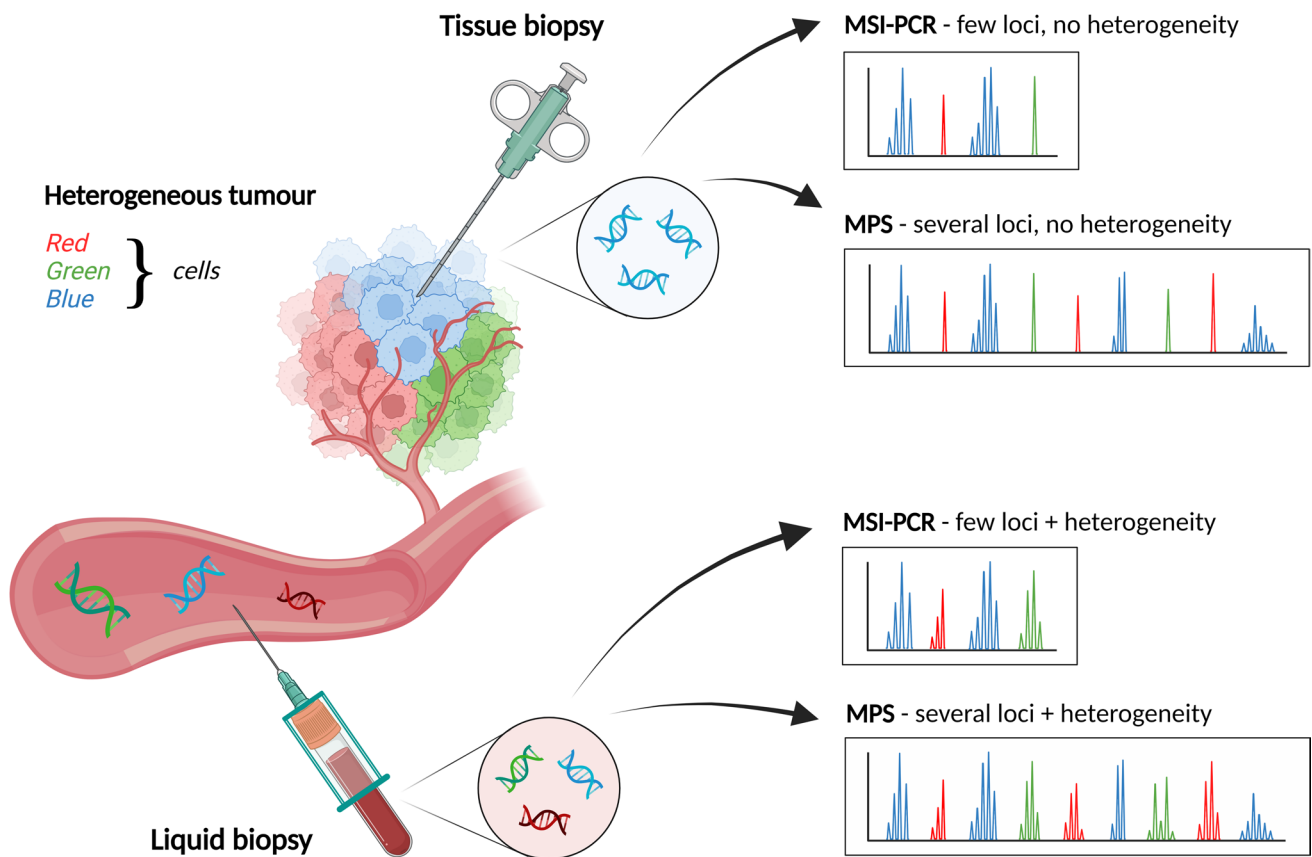 Tissue biopsy
MSI-PCR - few loci, no heterogeneity
Heterogeneous tumour
Red
Green
Blue
} cells
MPS - several loci, no heterogeneity
MSI-PCR - few loci + heterogeneity
MPS - several loci + heterogeneity
Liquid biopsy